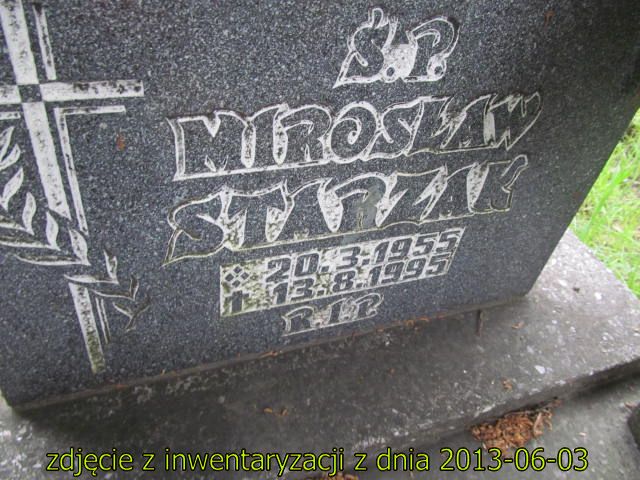 Ś.P.
MIROSŁAW
STARZAK
20.3.1955
13.8.1995
R.I.P.
zdjęcie z inwentaryzacji z dnia 2013-06-03